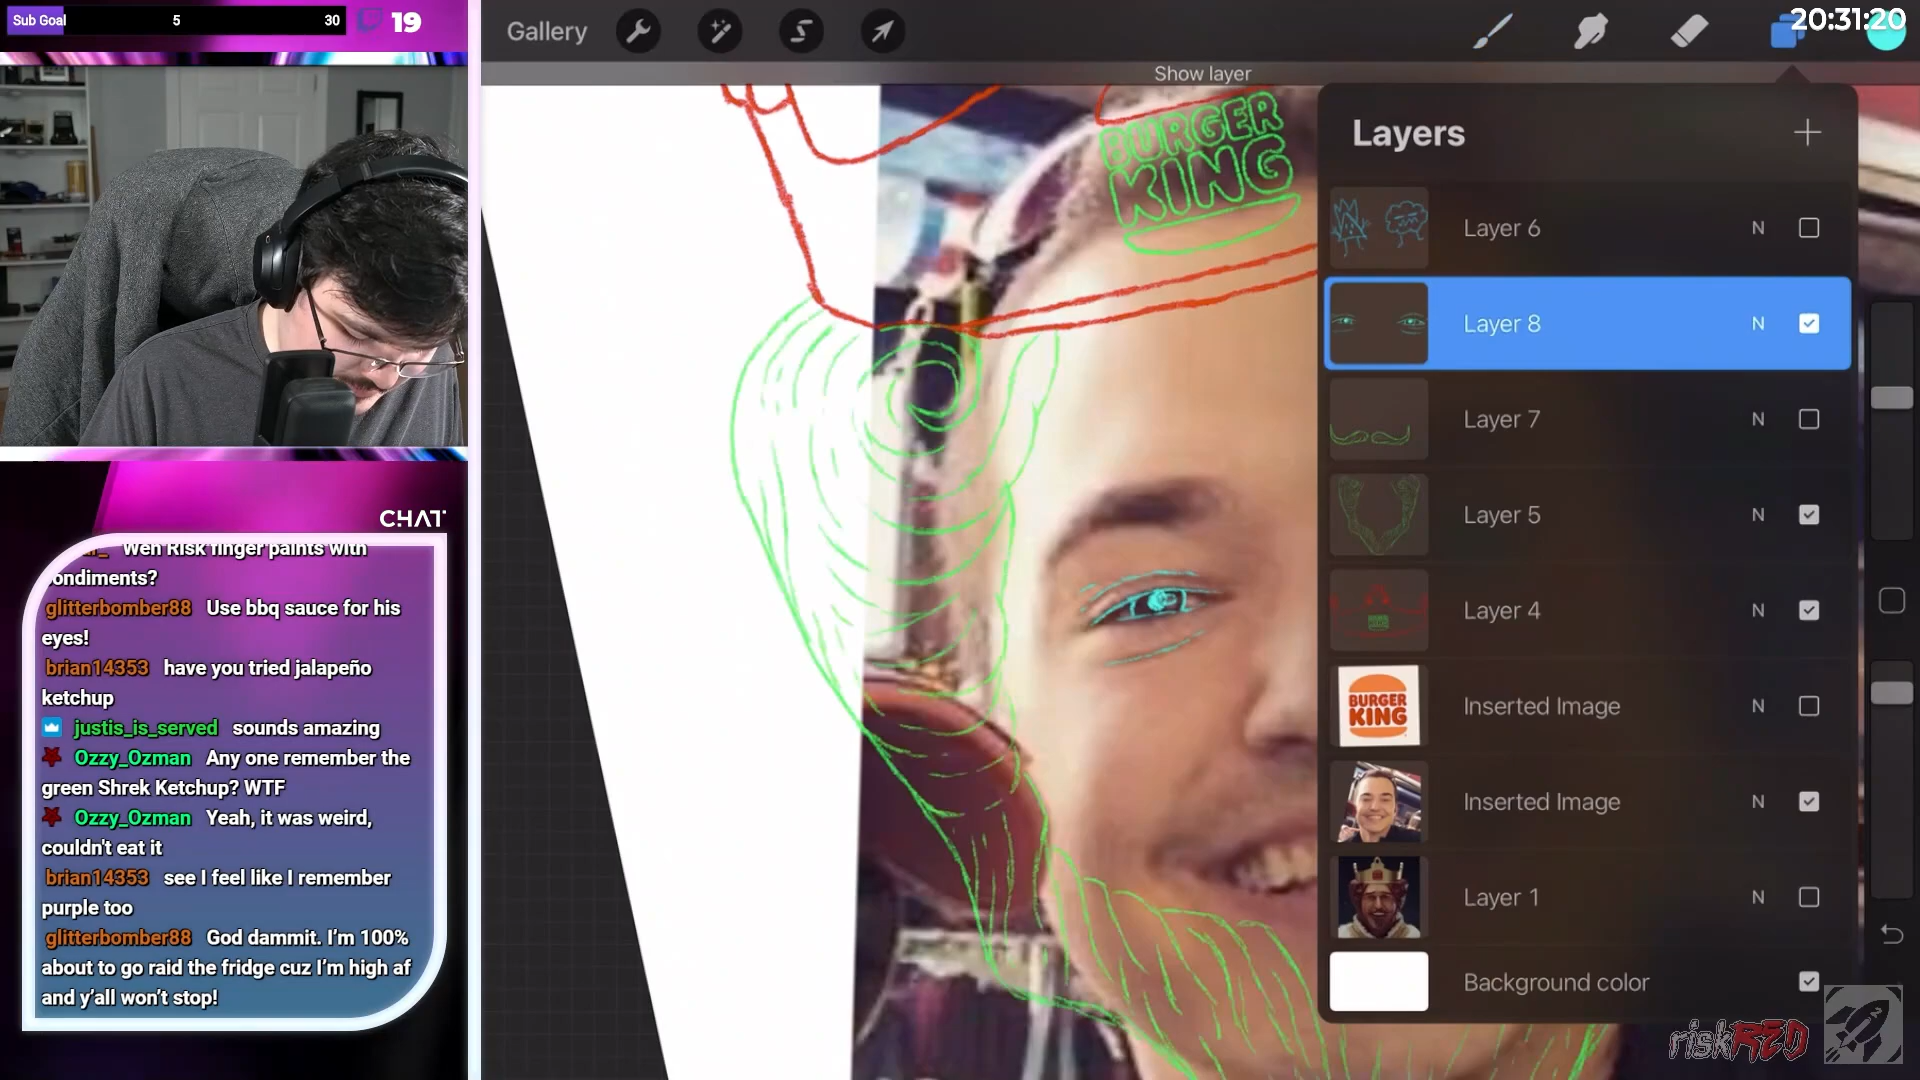 Sub Goal 5 30 19
Gallery
20:31:20
Show layer
BURGER
KING
Layers
Layer 6 N
Layer 8 N
Layer 7 N
Layer 5 N
Layer 4 N
BURGER
KING
Inserted Image N
Inserted Image N
Layer 1 N
Background color
CHAT
Weh Risk finger paints with
ondiments?
glitterbomber88 Use bbq sauce for his
eyes!
brian14353 have you tried jalapeño
ketchup
justis_is_served sounds amazing
Ozzy_Ozman Any one remember the
green Shrek Ketchup? WTF
Ozzy_Ozman Yeah, it was weird,
couldn't eat it
brian14353 see I feel like I remember
purple too
glitterbomber88 God dammit. I'm 100%
about to go raid the fridge cuz I'm high af
and y'all won't stop!
riskRED